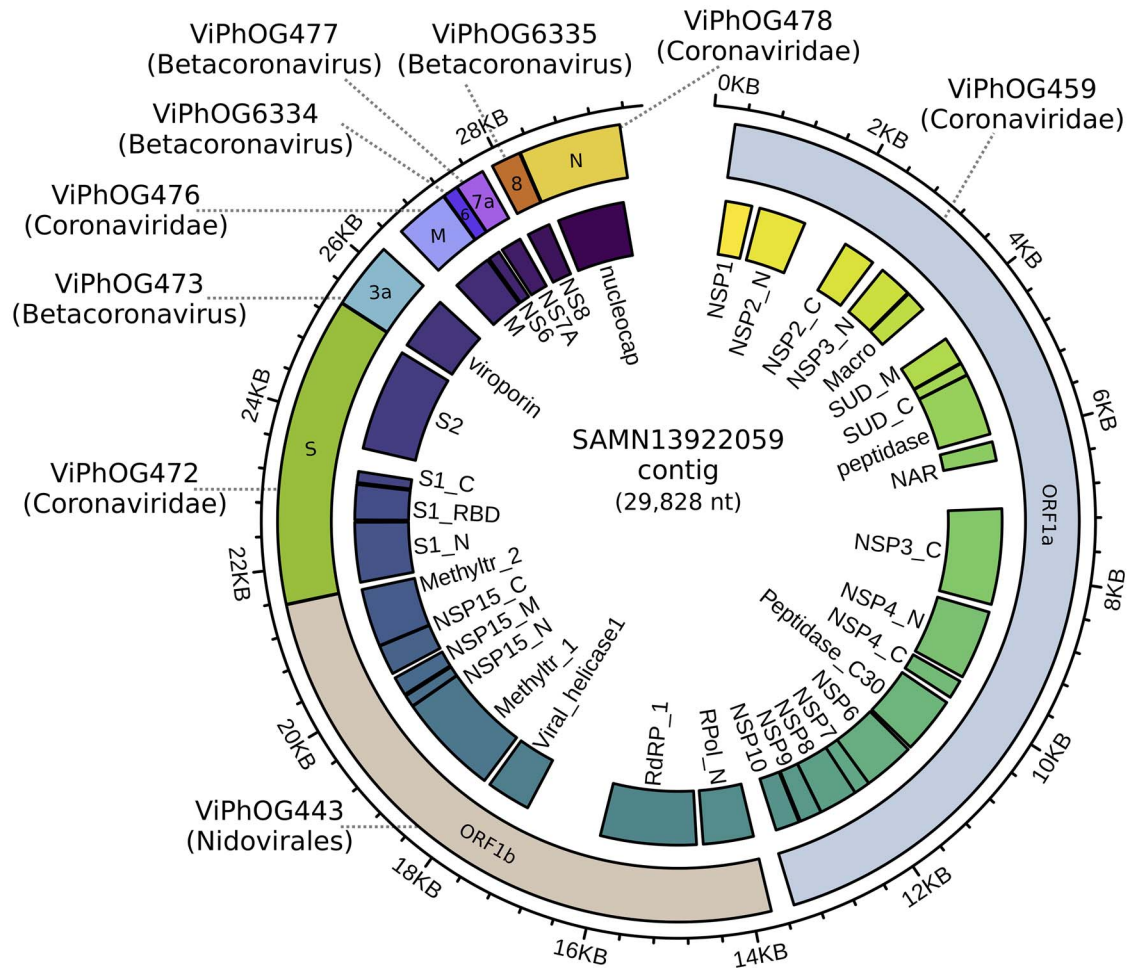 ViPhOG477
(Betacoronavirus)
ViPhOG6335
(Betacoronavirus)
ViPhOG478
(Coronaviridae)
ViPhOG459
(Coronaviridae)
ViPhOG6334
(Betacoronavirus)
ViPhOG476
(Coronaviridae)
ViPhOG473
(Betacoronavirus)
ViPhOG472
(Coronaviridae)
ViPhOG443
(Nidovirales)
0KB
2KB
4KB
6KB
8KB
10KB
12KB
14KB
16KB
18KB
20KB
22KB
24KB
26KB
28KB
ORF1a
ORF1b
S
3a
M
6
7a
8
N
NSP1
NSP2_N
NSP2_C
NSP3_N
Macro
SUD_M
SUD_C
peptidase
NAR
NSP3_C
NSP4_N
NSP4_C
Peptidase_C30
NSP6
NSP7
NSP8
NSP9
NSP10
RPol_N
RdRP_1
Viral_helicase1
Methyltr_1
NSP15_N
NSP15_M
NSP15_C
Methyltr_2
S1_N
S1_RBD
S1_C
S2
viroporin
M
NS6
NS7A
NS8
nucleocap
SAMN13922059
contig
(29,828 nt)